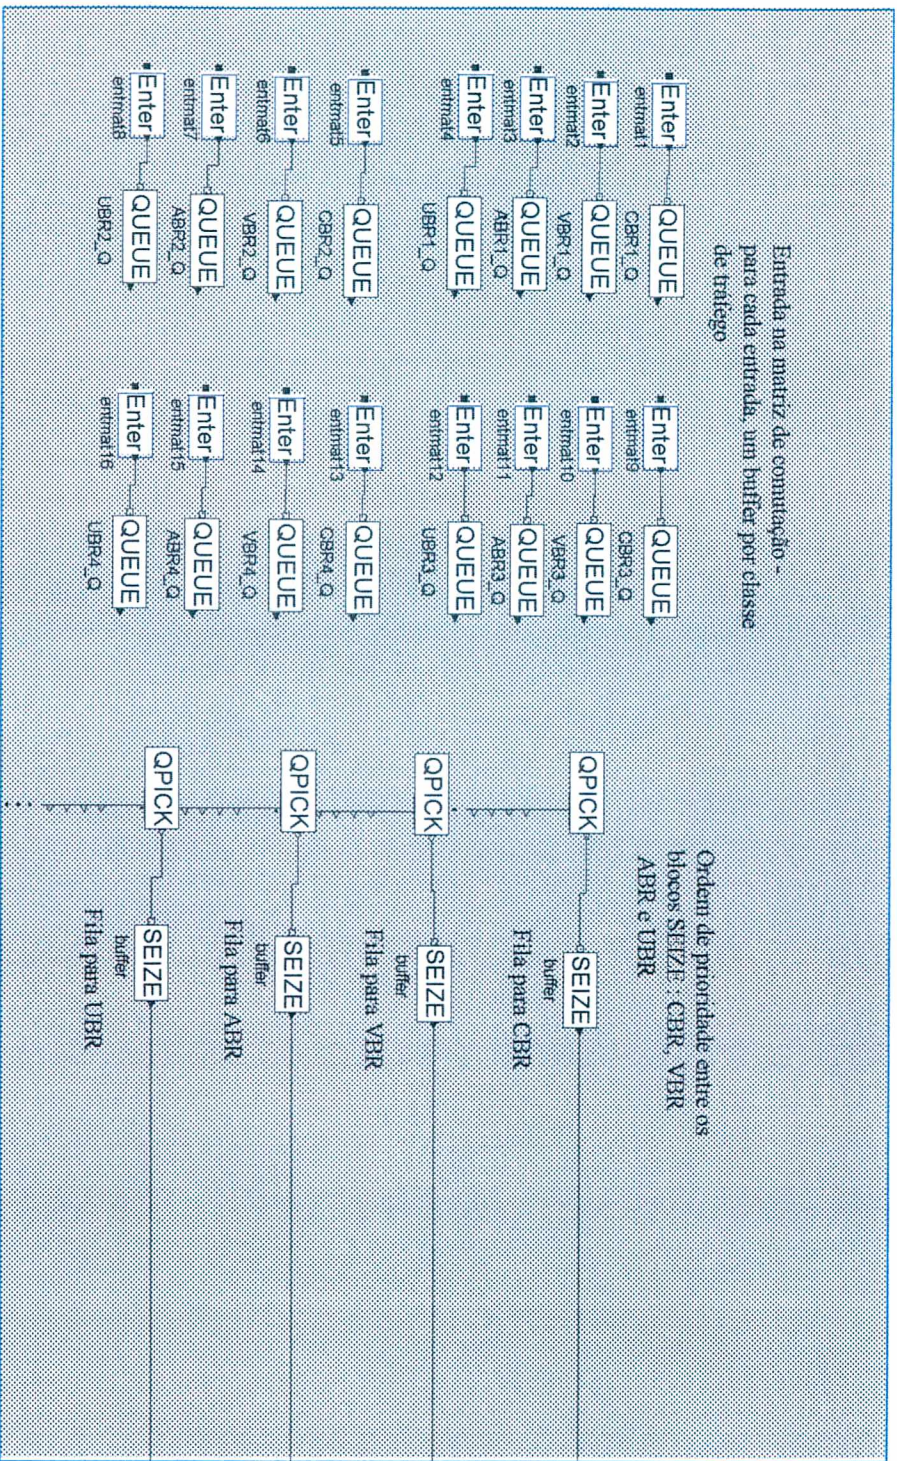 Entrada na matriz de comutação -
para cada entrada, um buffer por classe
de tráfego
Enter
entmat1
QUEUE
CBR1_Q
Enter
entmat2
QUEUE
VBR1_Q
Enter
entmat3
QUEUE
ABR1_Q
Enter
entmat4
QUEUE
UBR1_Q
Enter
entmat5
QUEUE
CBR2_Q
Enter
entmat6
QUEUE
VBR2_Q
Enter
entmat7
QUEUE
ABR2_Q
Enter
entmat8
QUEUE
UBR2_Q
Enter
entmat9
QUEUE
CBR3_Q
Enter
entmat10
QUEUE
VBR3_Q
Enter
entmat11
QUEUE
ABR3_Q
Enter
entmat12
QUEUE
UBR3_Q
Enter
entmat13
QUEUE
CBR4_Q
Enter
entmat14
QUEUE
VBR4_Q
Enter
entmat15
QUEUE
ABR4_Q
Enter
entmat16
QUEUE
UBR4_Q
Ordem de prioridade entre os
blocos SEIZE : CBR, VBR
ABR e UBR
QPICK
SEIZE
buffer
Fila para CBR
QPICK
SEIZE
buffer
Fila para VBR
QPICK
SEIZE
buffer
Fila para ABR
QPICK
SEIZE
buffer
Fila para UBR